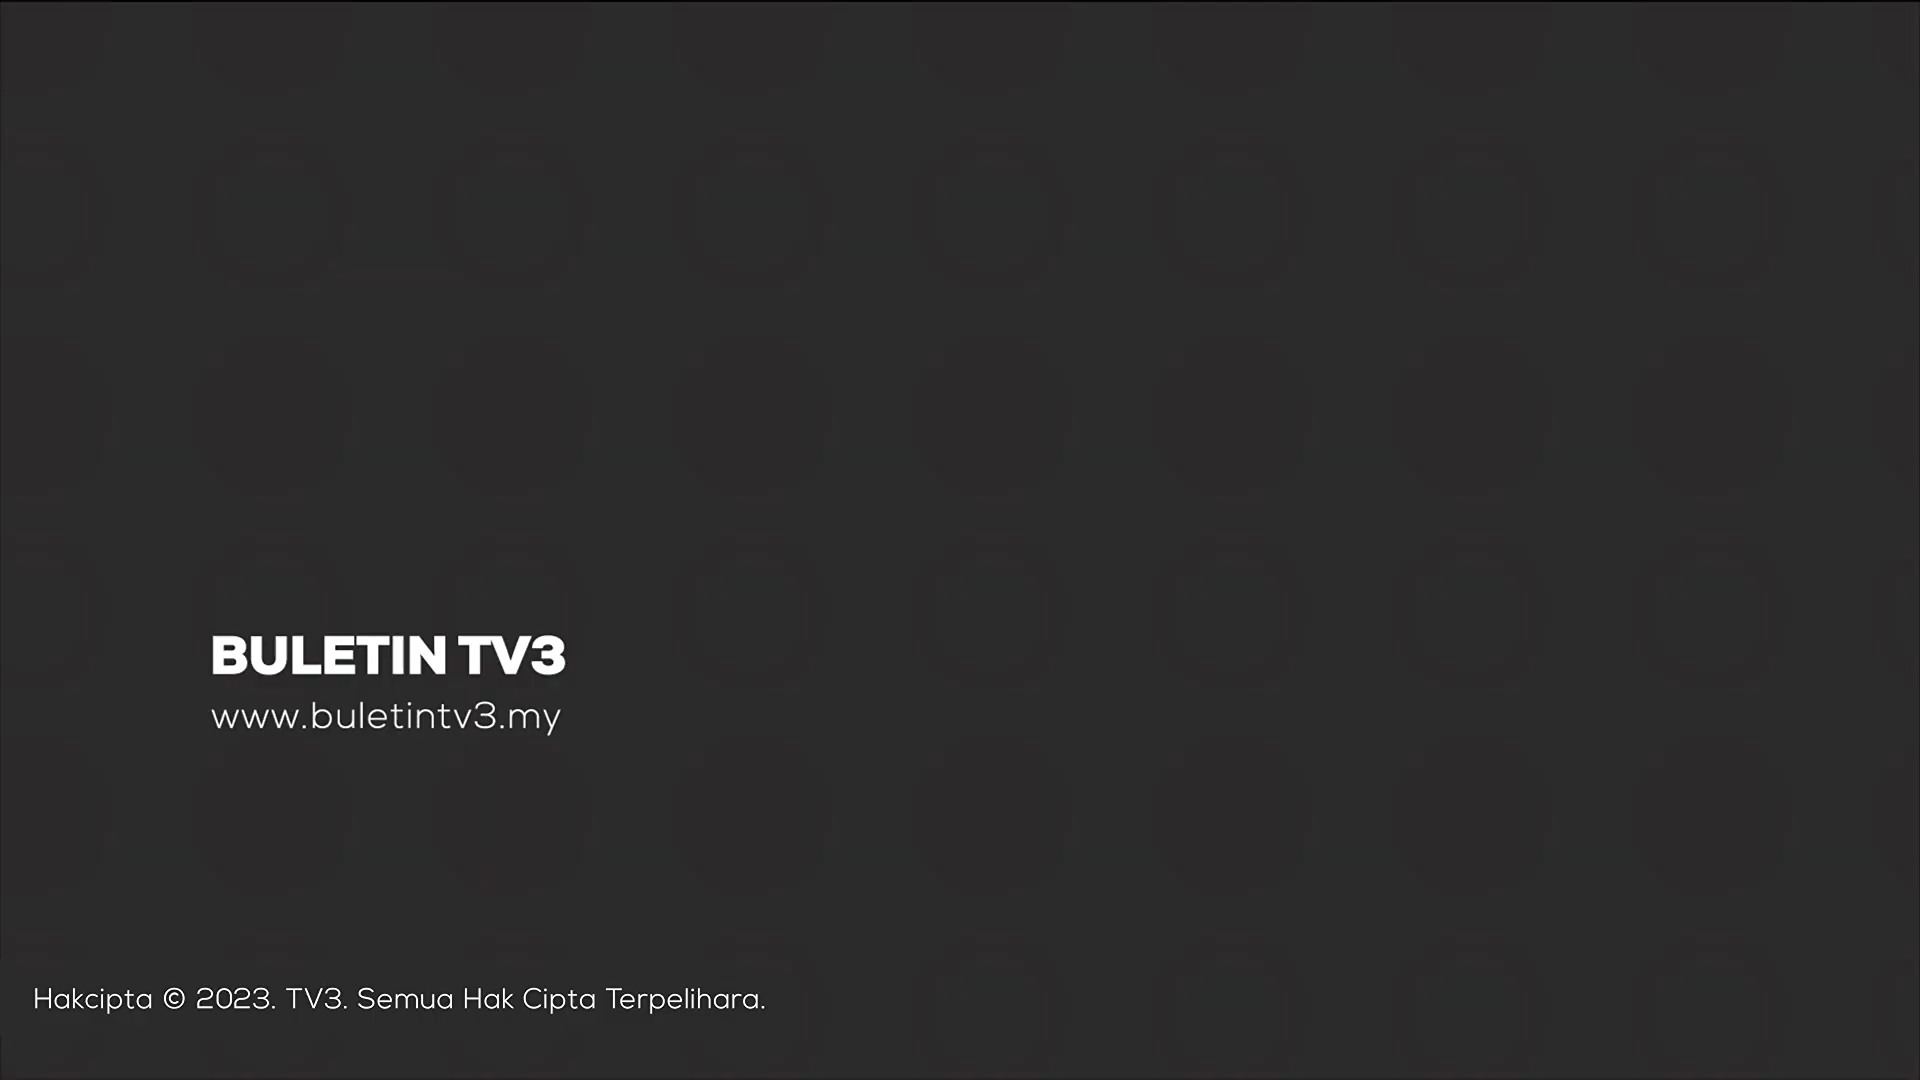 BULETIN TV3
www.buletintv3.my
Hakcipta © 2023. TV3. Semua Hak Cipta Terpelihara.